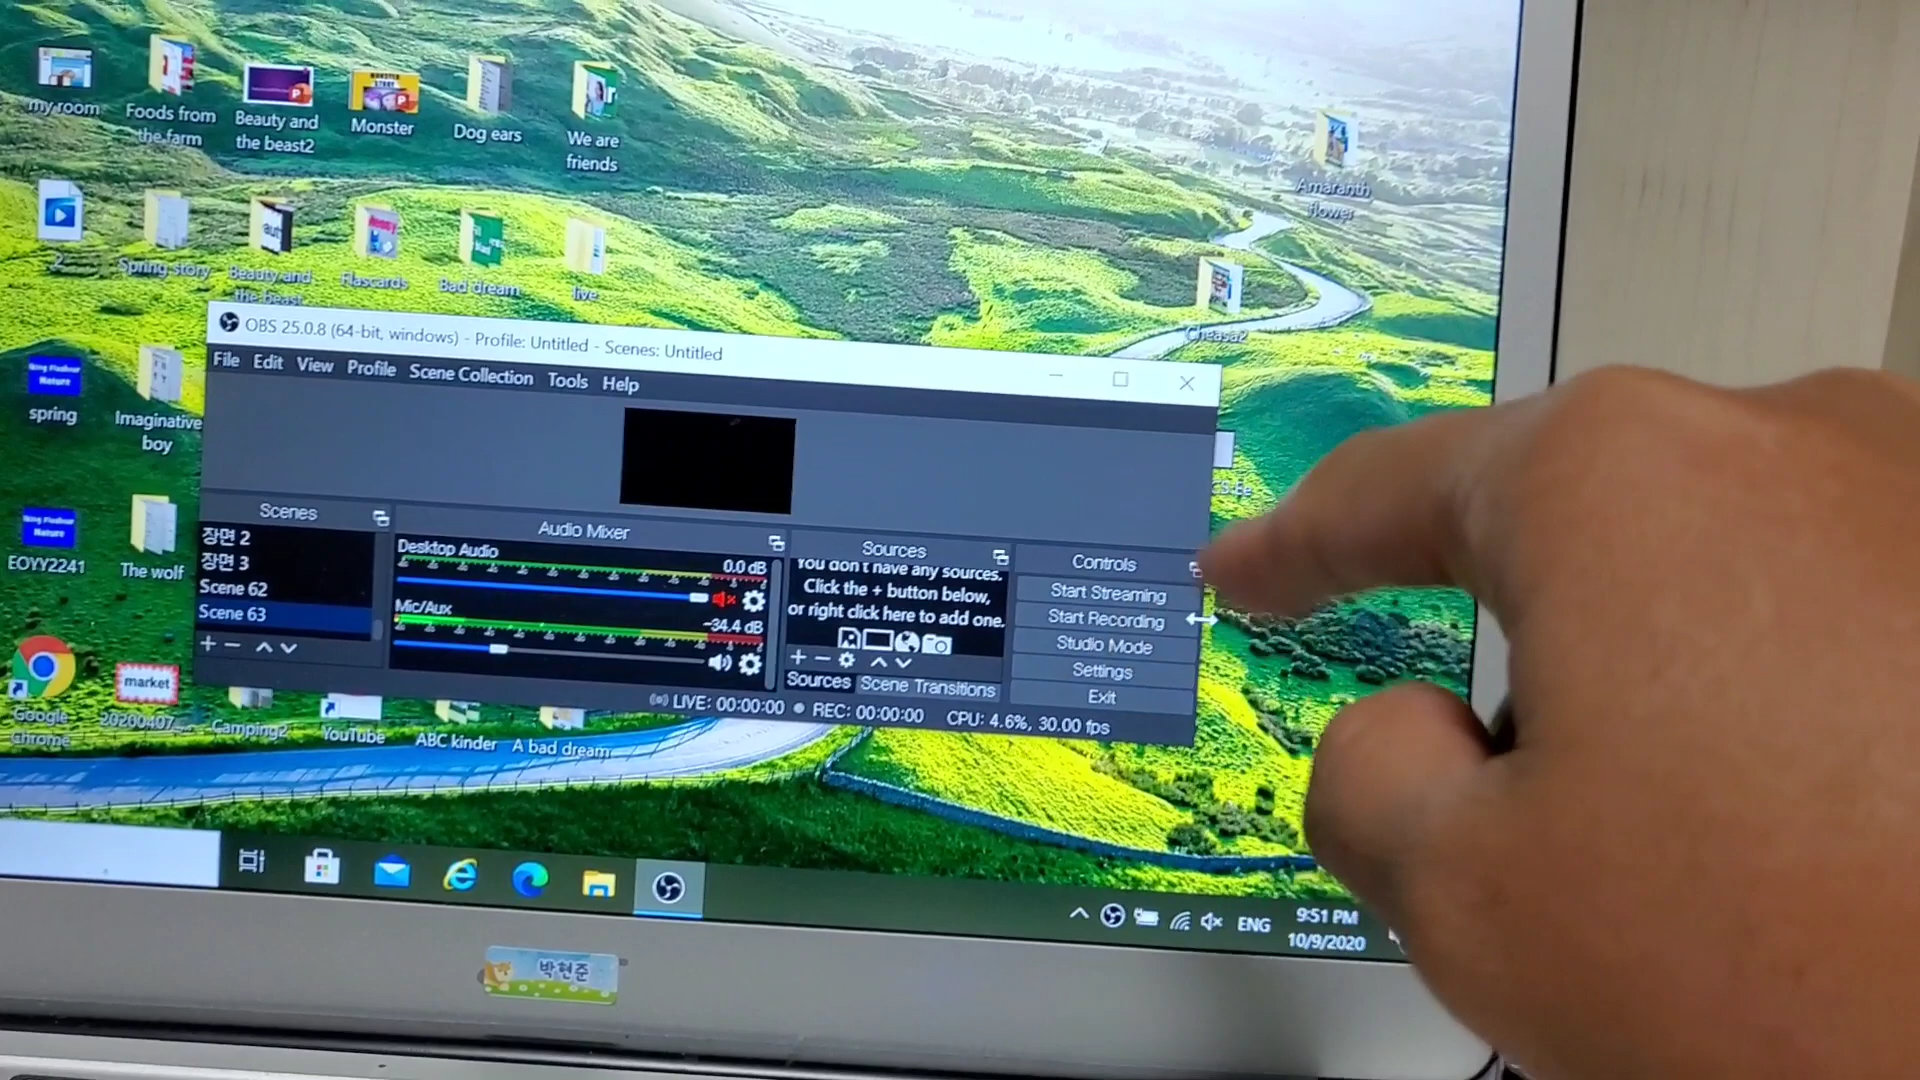 my room
Foods from
the farm
Beauty and
the beast2
MONSTER
STORY
Monster
Dog ears
We are
friends
Amaranth
flower
2
Spring story
Beauty and
the beast
Flascards
Bad dream
live
Cheasa2
spring
Imaginative
boy
OBS 25.0.8 (64-bit, windows) - Profile: Untitled - Scenes: Untitled
File Edit View Profile Scene Collection Tools Help
Scenes
장면 2
장면 3
Scene 62
Scene 63
Audio Mixer
Desktop Audio
0.0 dB
Mic/Aux
-34.4 dB
Sources
You don't have any sources.
Click the + button below,
or right click here to add one.
Sources
Scene Transitions
Controls
Start Streaming
Start Recording
Studio Mode
Settings
Exit
LIVE: 00:00:00
REC: 00:00:00
CPU: 4.6%, 30.00 fps
EOYY2241
The wolf
Google
Chrome
market
20200407_...
Camping2
YouTube
ABC kinder
A bad dream
ENG
9:51 PM
10/9/2020
박현준